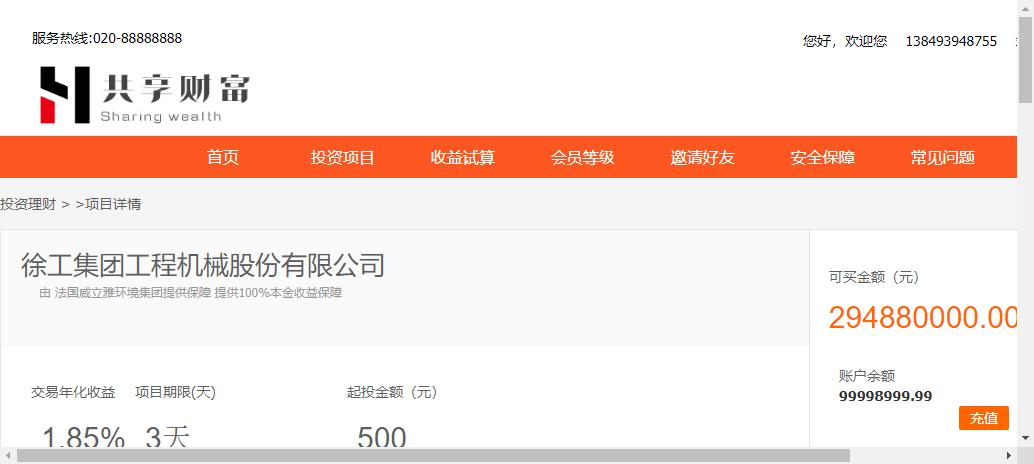 服务热线:020-88888888
您好，欢迎您 138493948755
共享财富
Sharing wealth
首页 投资项目 收益试算 会员等级 邀请好友 安全保障 常见问题
投资理财 > >项目详情
徐工集团工程机械股份有限公司
由 法国威立雅环境集团提供保障 提供100%本金收益保障
可买金额（元）
294880000.00
账户余额
99998999.99
充值
交易年化收益 项目期限(天) 起投金额（元）
1.85% 3天 500